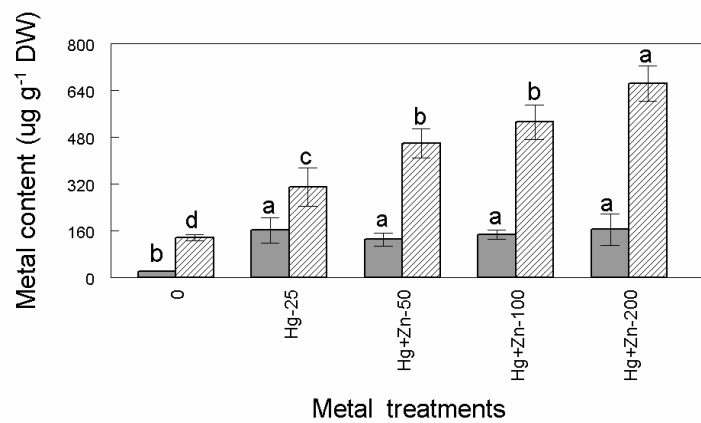 Metal content (ug g⁻¹ DW)
800
640
480
320
160
0
b
d
a
c
a
b
a
b
a
a
0
Hg-25
Hg+Zn-50
Hg+Zn-100
Hg+Zn-200
Metal treatments